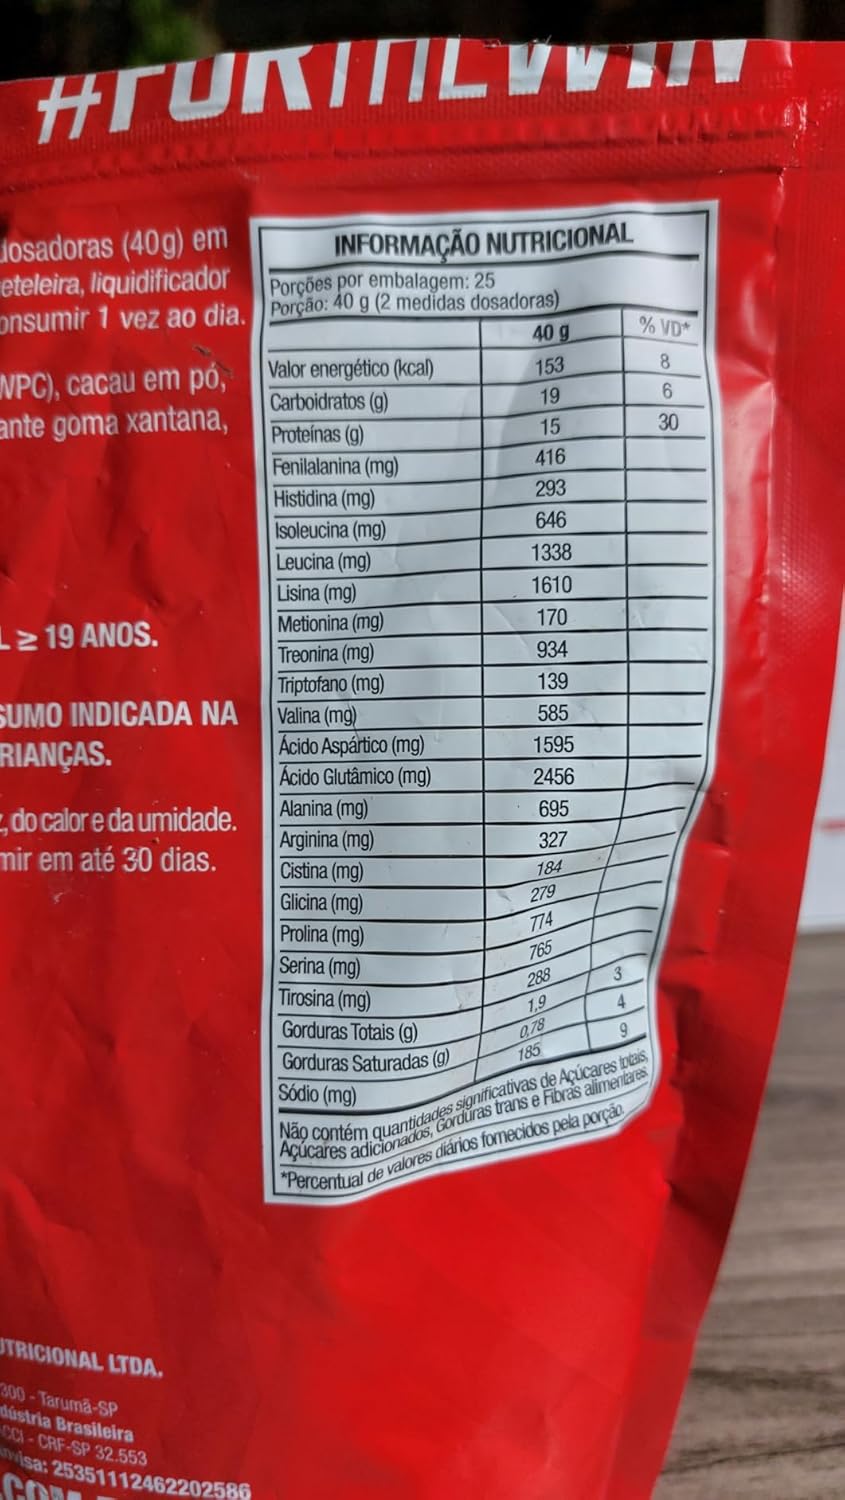 #FORTHEWIN
dosadoras (40g) em
eteleira, liquidificador
onsumir 1 vez ao dia.
WPC), cacau em pó,
ante goma xantana,
L ≥ 19 ANOS.
SUMO INDICADA NA
RIANÇAS.
, do calor e da umidade.
mir em até 30 dias.
INFORMAÇÃO NUTRICIONAL
Porções por embalagem: 25
Porção: 40 g (2 medidas dosadoras)
40 g % VD*
Valor energético (kcal) 153 8
Carboidratos (g) 19 6
Proteínas (g) 15 30
Fenilalanina (mg) 416
Histidina (mg) 293
Isoleucina (mg) 646
Leucina (mg) 1338
Lisina (mg) 1610
Metionina (mg) 170
Treonina (mg) 934
Triptofano (mg) 139
Valina (mg) 585
Ácido Aspártico (mg) 1595
Ácido Glutâmico (mg) 2456
Alanina (mg) 695
Arginina (mg) 327
Cistina (mg) 184
Glicina (mg) 279
Prolina (mg) 774
Serina (mg) 765
Tirosina (mg) 288
Gorduras Totais (g) 1,9 3
Gorduras Saturadas (g) 0,78 4
Sódio (mg) 185 9
Não contém quantidades significativas de Açúcares totais,
Açúcares adicionados, Gorduras trans e Fibras alimentares.
*Percentual de valores diários fornecidos pela porção.
UTRICIONAL LTDA.
300 - Tarumã-SP
dústria Brasileira
CCI - CRF-SP 32.553
nvisa: 25351112462202586